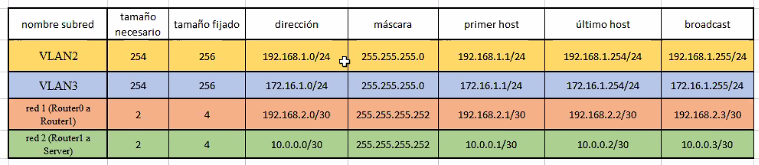 nombre subred | tamaño necesario | tamaño fijado | dirección | máscara | primer host | último host | broadcast
VLAN2 | 254 | 256 | 192.168.1.0/24 | 255.255.255.0 | 192.168.1.1/24 | 192.168.1.254/24 | 192.168.1.255/24
VLAN3 | 254 | 256 | 172.16.1.0/24 | 255.255.255.0 | 172.16.1.1/24 | 172.16.1.254/24 | 172.16.1.255/24
red 1 (Router0 a Router1) | 2 | 4 | 192.168.2.0/30 | 255.255.255.252 | 192.168.2.1/30 | 192.168.2.2/30 | 192.168.2.3/30
red 2 (Router1 a Server) | 2 | 4 | 10.0.0.0/30 | 255.255.255.252 | 10.0.0.1/30 | 10.0.0.2/30 | 10.0.0.3/30